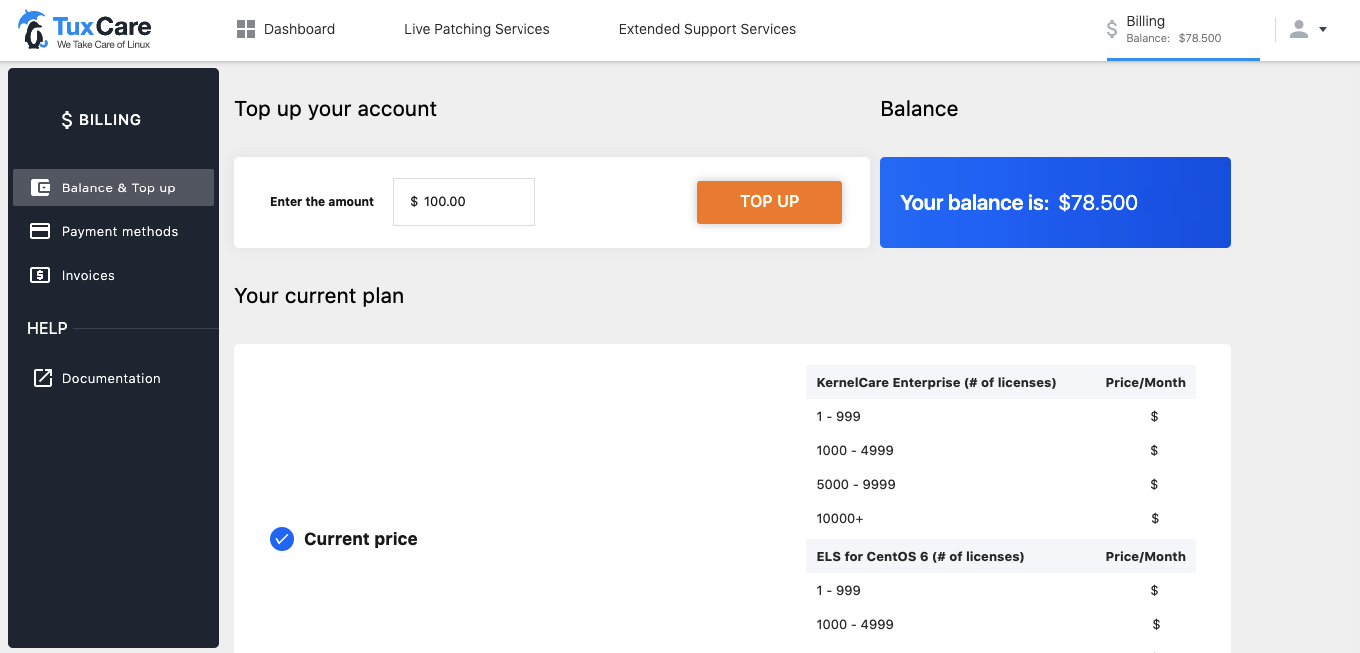 TuxCare
We Take Care of Linux
Dashboard
Live Patching Services
Extended Support Services
$
Billing
Balance: $78.500
$ BILLING
Balance & Top up
Payment methods
$ Invoices
HELP
Documentation
Top up your account
Enter the amount
$ 100.00
TOP UP
Balance
Your balance is: $78.500
Your current plan
Current price
KernelCare Enterprise (# of licenses) Price/Month
1 - 999 $
1000 - 4999 $
5000 - 9999 $
10000+ $
ELS for CentOS 6 (# of licenses) Price/Month
1 - 999 $
1000 - 4999 $